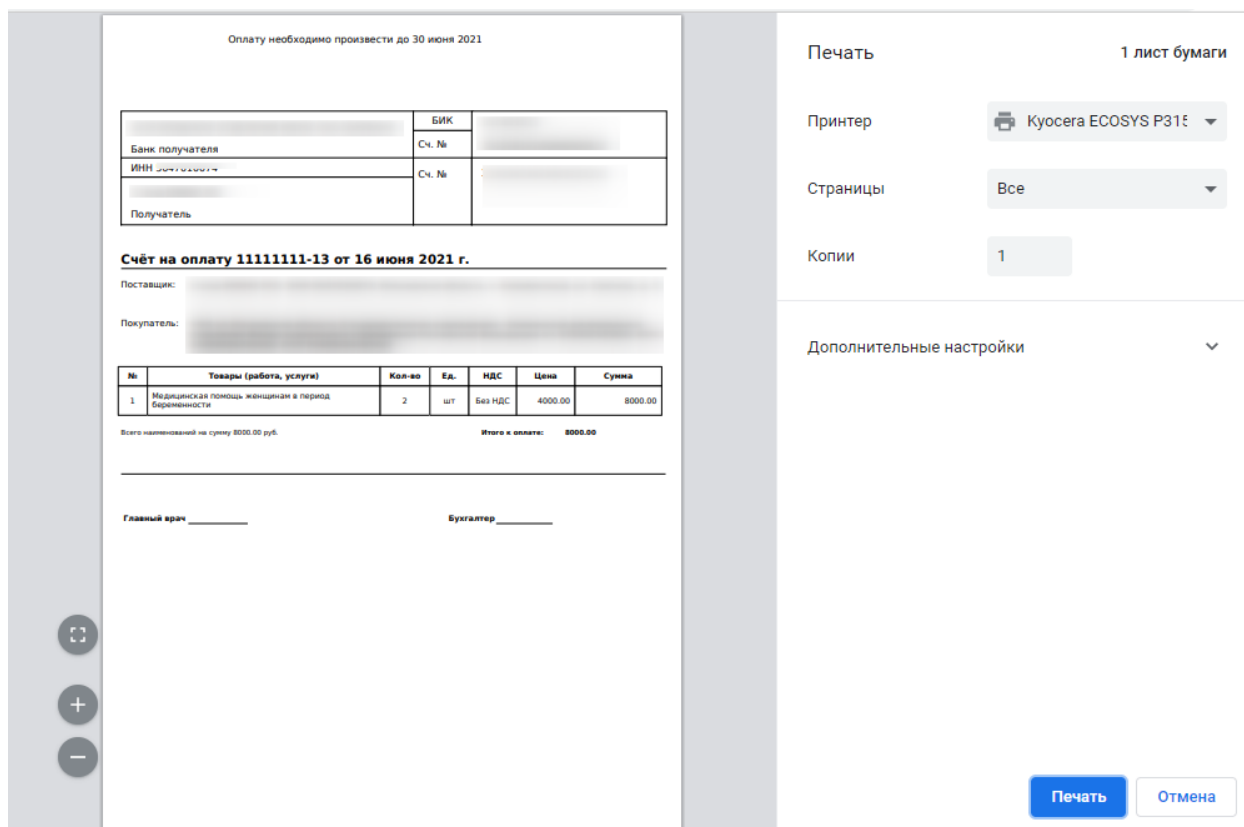 Оплату необходимо произвести до 30 июня 2021
БИК
Сч. №
Банк получателя
ИНН
Сч. №
Получатель
Счёт на оплату 11111111-13 от 16 июня 2021 г.
Поставщик:
Покупатель:
№ Товары (работа, услуги) Кол-во Ед. НДС Цена Сумма
1 Медицинская помощь женщинам в период беременности 2 шт Без НДС 4000.00 8000.00
Всего наименований на сумму 8000.00 руб. Итого к оплате: 8000.00
Главный врач Бухгалтер
Печать 1 лист бумаги
Принтер Kyocera ECOSYS P315
Страницы Все
Копии 1
Дополнительные настройки
Печать Отмена